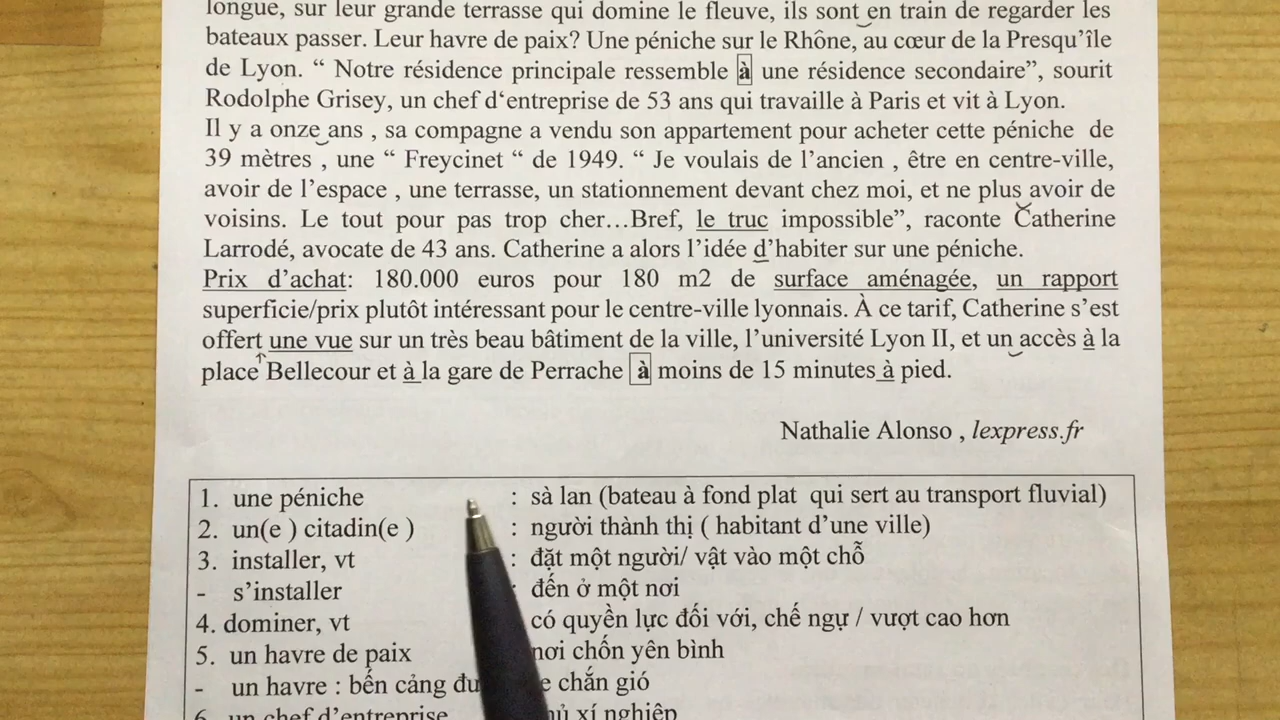 longue, sur leur grande terrasse qui domine le fleuve, ils sont en train de regarder les
bateaux passer. Leur havre de paix? Une péniche sur le Rhône, au cœur de la Presqu’île
de Lyon. “ Notre résidence principale ressemble à une résidence secondaire”, sourit
Rodolphe Grisey, un chef d‘entreprise de 53 ans qui travaille à Paris et vit à Lyon.
Il y a onze ans , sa compagne a vendu son appartement pour acheter cette péniche de
39 mètres , une “ Freycinet “ de 1949. “ Je voulais de l’ancien , être en centre-ville,
avoir de l’espace , une terrasse, un stationnement devant chez moi, et ne plus avoir de
voisins. Le tout pour pas trop cher…Bref, le truc impossible”, raconte Catherine
Larrodé, avocate de 43 ans. Catherine a alors l’idée d’habiter sur une péniche.
Prix d’achat: 180.000 euros pour 180 m2 de surface aménagée, un rapport
superficie/prix plutôt intéressant pour le centre-ville lyonnais. À ce tarif, Catherine s’est
offert une vue sur un très beau bâtiment de la ville, l’université Lyon II, et un accès à la
place Bellecour et à la gare de Perrache à moins de 15 minutes à pied.
Nathalie Alonso , lexpress.fr
1. une péniche : sà lan (bateau à fond plat qui sert au transport fluvial)
2. un(e ) citadin(e ) : người thành thị ( habitant d’une ville)
3. installer, vt : đặt một người/ vật vào một chỗ
- s’installer : đến ở một nơi
4. dominer, vt có quyền lực đối với, chế ngự / vượt cao hơn
5. un havre de paix nơi chốn yên bình
- un havre : bến cảng chắn gió
6. un chef d’entreprise xí nghiệp